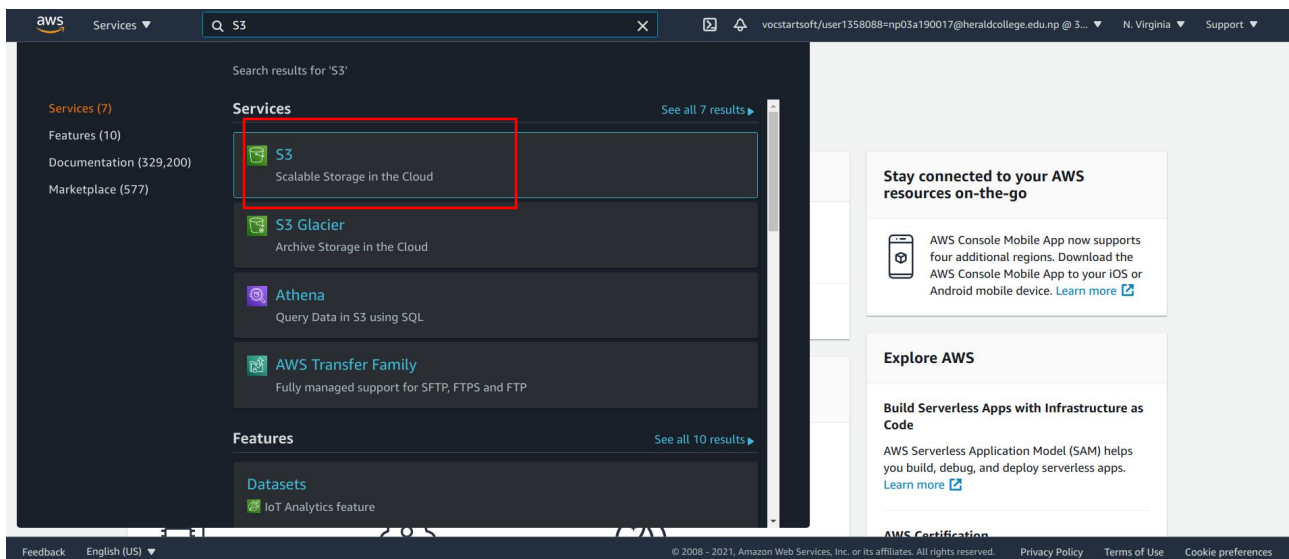 aws
Services ▼
S3
vocstartsoft/user1358088=np03a190017@heraldcollege.edu.np @ 3... ▼
N. Virginia ▼
Support ▼
Search results for 'S3'
Services (7)
Features (10)
Documentation (329,200)
Marketplace (577)
Services
See all 7 results ▶
S3
Scalable Storage in the Cloud
S3 Glacier
Archive Storage in the Cloud
Athena
Query Data in S3 using SQL
AWS Transfer Family
Fully managed support for SFTP, FTPS and FTP
Features
See all 10 results ▶
Datasets
IoT Analytics feature
Stay connected to your AWS
resources on-the-go
AWS Console Mobile App now supports
four additional regions. Download the
AWS Console Mobile App to your iOS or
Android mobile device. Learn more
Explore AWS
Build Serverless Apps with Infrastructure as
Code
AWS Serverless Application Model (SAM) helps
you build, debug, and deploy serverless apps.
Learn more
AWS Certification
Feedback
English (US) ▼
© 2008 - 2021, Amazon Web Services, Inc. or its affiliates. All rights reserved.
Privacy Policy
Terms of Use
Cookie preferences